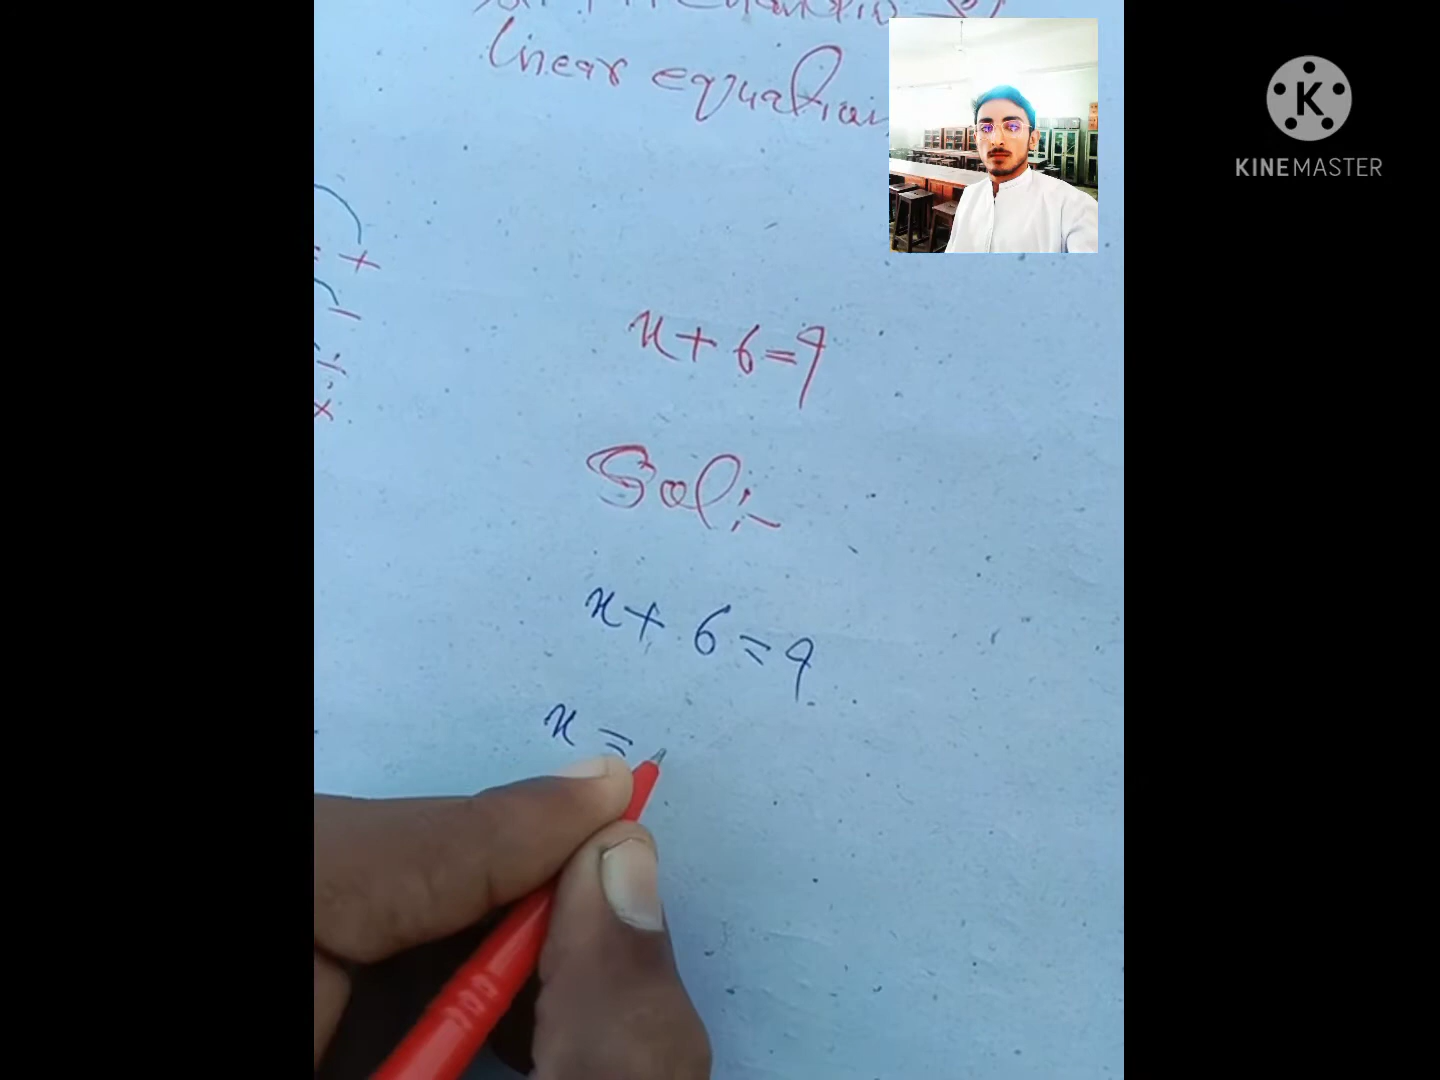 linear equation
= +
−
÷
×
x + 6 = 9
Sol:-
x + 6 = 9
x =
K
KINEMASTER